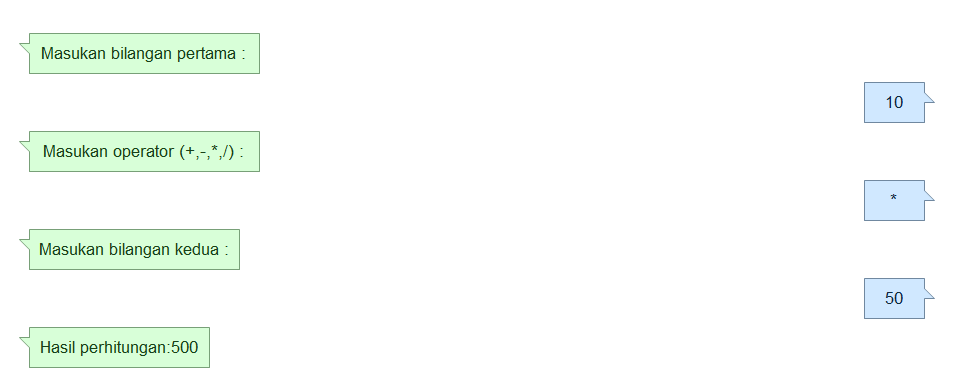 Masukan bilangan pertama :
10
Masukan operator (+,-,*,/) :
*
Masukan bilangan kedua :
50
Hasil perhitungan:500